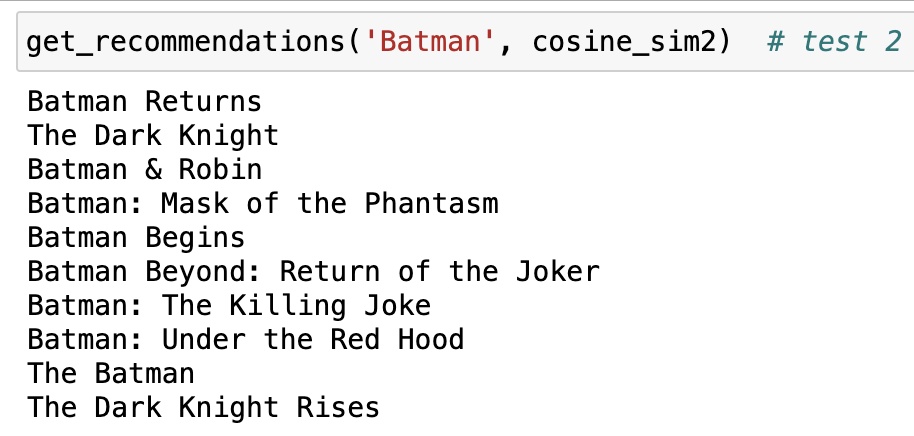 get_recommendations('Batman', cosine_sim2)  # test 2
Batman Returns
The Dark Knight
Batman & Robin
Batman: Mask of the Phantasm
Batman Begins
Batman Beyond: Return of the Joker
Batman: The Killing Joke
Batman: Under the Red Hood
The Batman
The Dark Knight Rises